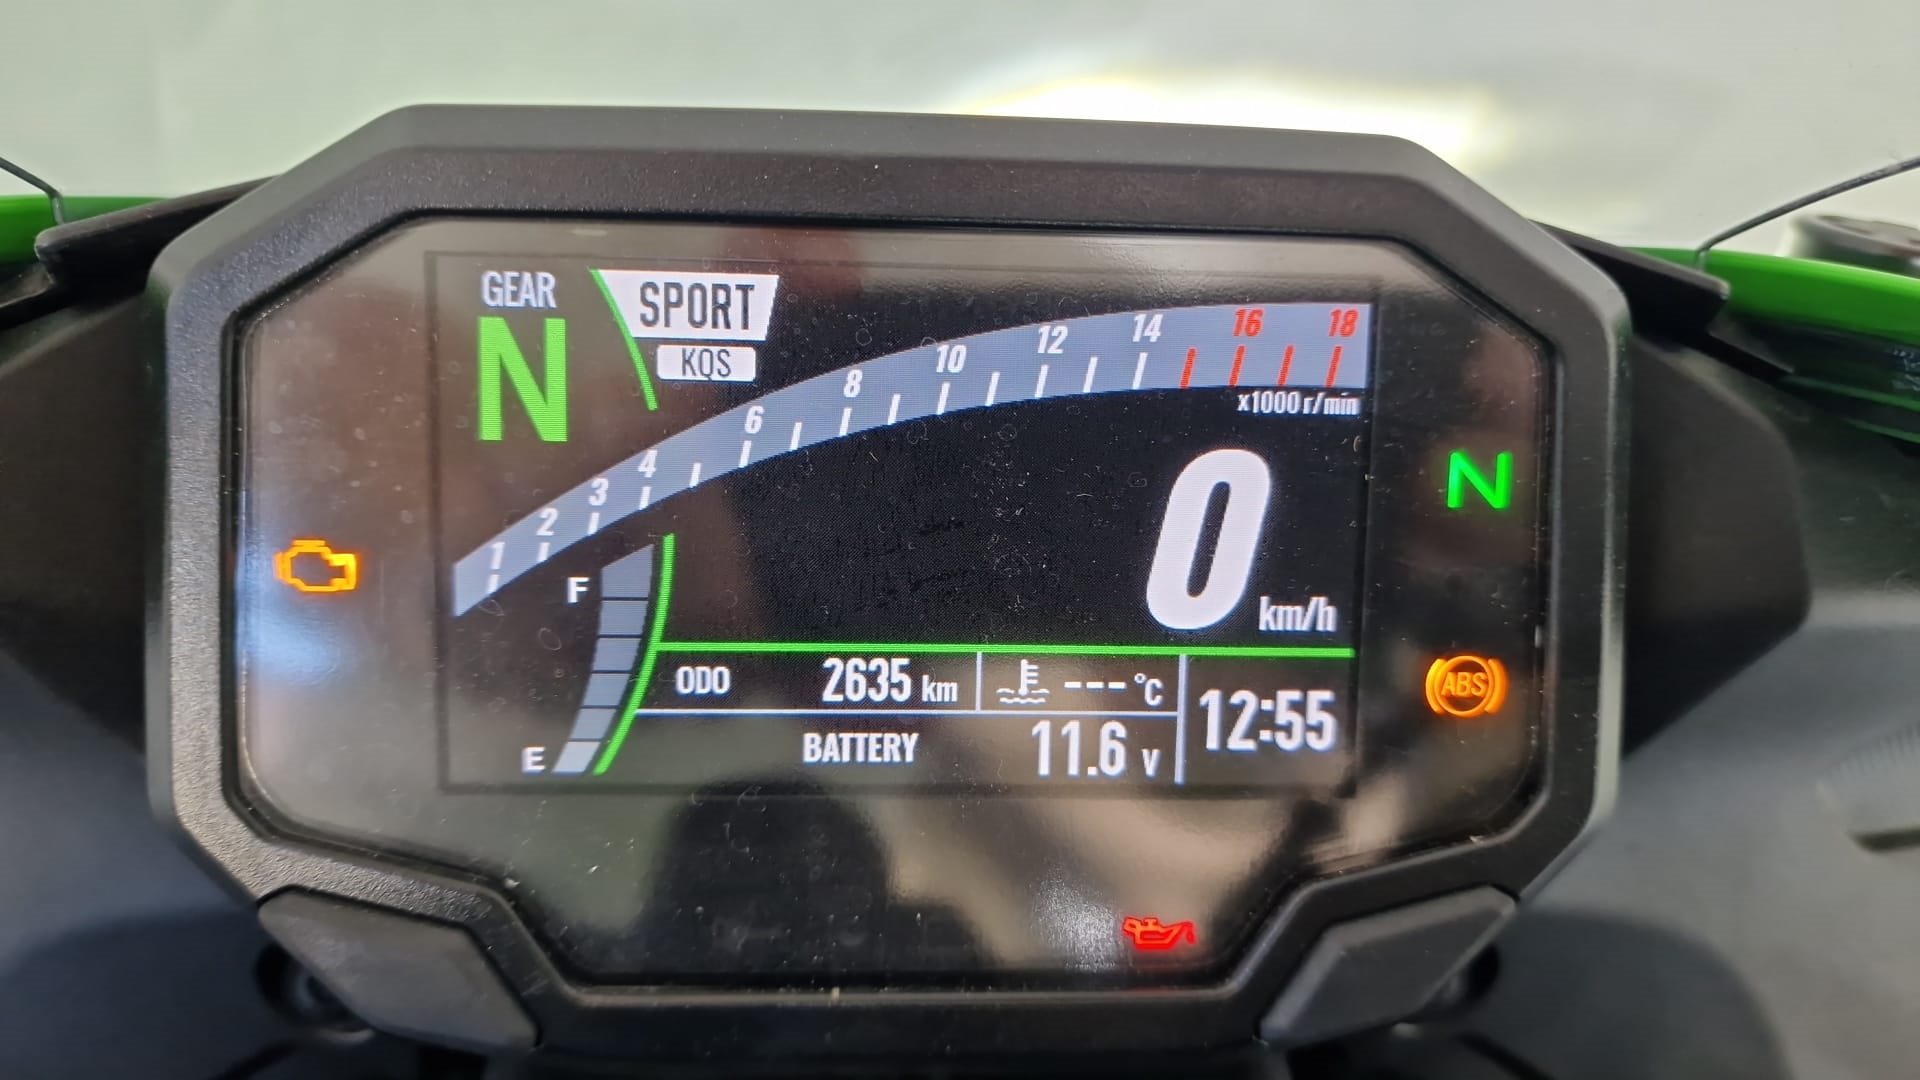 GEAR
N
SPORT
KQS
1 2 3 4 6 8 10 12 14 16 18
x1000 r/min
0 km/h
N
F
E
ODO 2635 km
--- °C
BATTERY 11.6 V
12:55
ABS